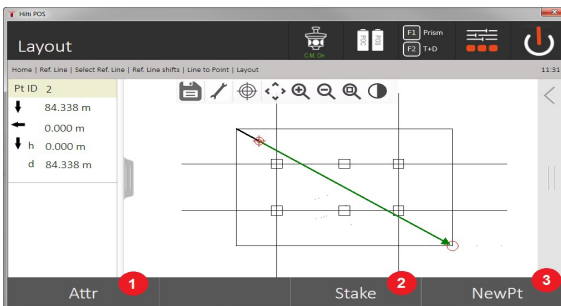 Hilti POS
Layout
C.M. On
POC
POS
F1 Prism
F2 T+D
Home | Ref. Line | Select Ref. Line | Ref. Line shifts | Line to Point | Layout
11:31
Pt ID 2
84.338 m
0.000 m
h 0.000 m
d 84.338 m
Attr 1
Stake 2
NewPt 3